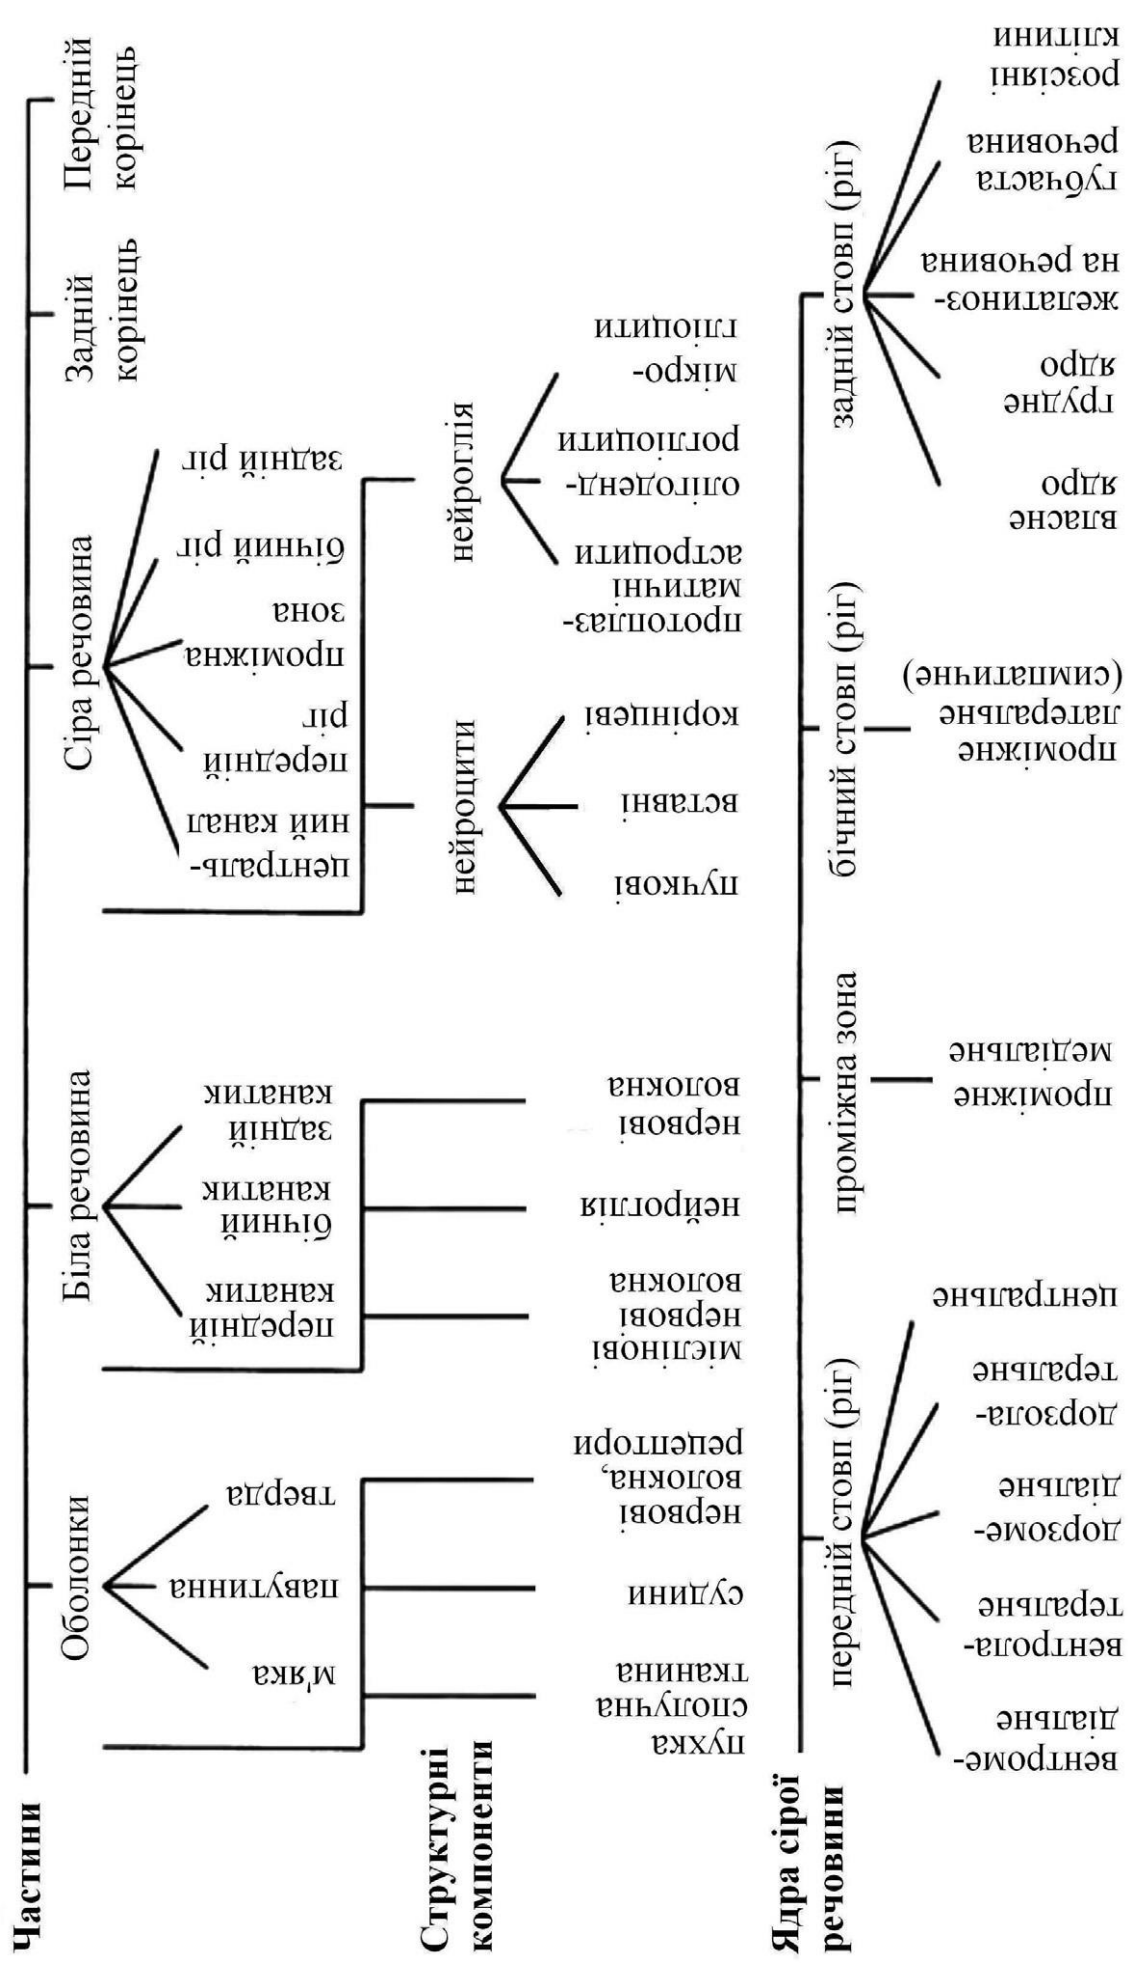 Частини
Оболонки
м'яка
павутинна
тверда
Біла речовина
передній
канатик
бічний
канатик
задній
канатик
Сіра речовина
централь-
ний канал
передній
ріг
проміжна
зона
бічний ріг
задній ріг
Задній
корінець
Передній
корінець
Структурні
компоненти
пухка
сполучна
тканина
судини
нервові
волокна,
рецептори
мієлінові
нервові
волокна
нейроглія
нервові
волокна
нейроцити
пучкові
вставні
корінцеві
нейроглія
протоплаз-
матичні
астроцити
олігоденд-
рогліоцити
мікро-
гліоцити
Ядра сірої
речовини
передній стовп (ріг)
вентроме-
діальне
вентрола-
теральне
дорзоме-
діальне
дорзола-
теральне
центральне
проміжна зона
проміжне
медіальне
бічний стовп (ріг)
проміжне
латеральне
(симпатичне)
задній стовп (ріг)
власне
ядро
грудне
ядро
желатиноз-
на речовина
губчаста
речовина
розсіяні
клітини